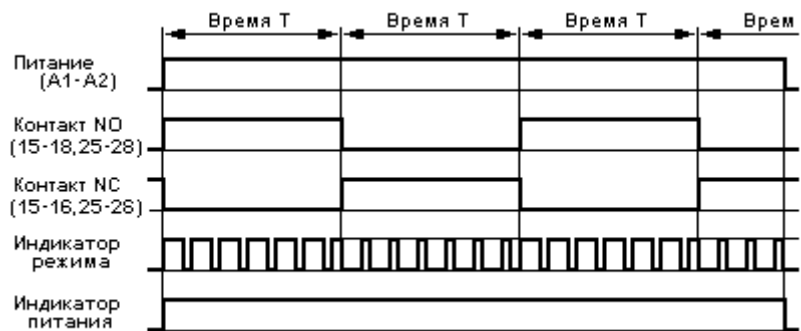 Время T Время T Время T Врем
Питание
(A1-A2)
Контакт NO
(15-18,25-28)
Контакт NC
(15-16,25-26)
Индикатор
режима
Индикатор
питания